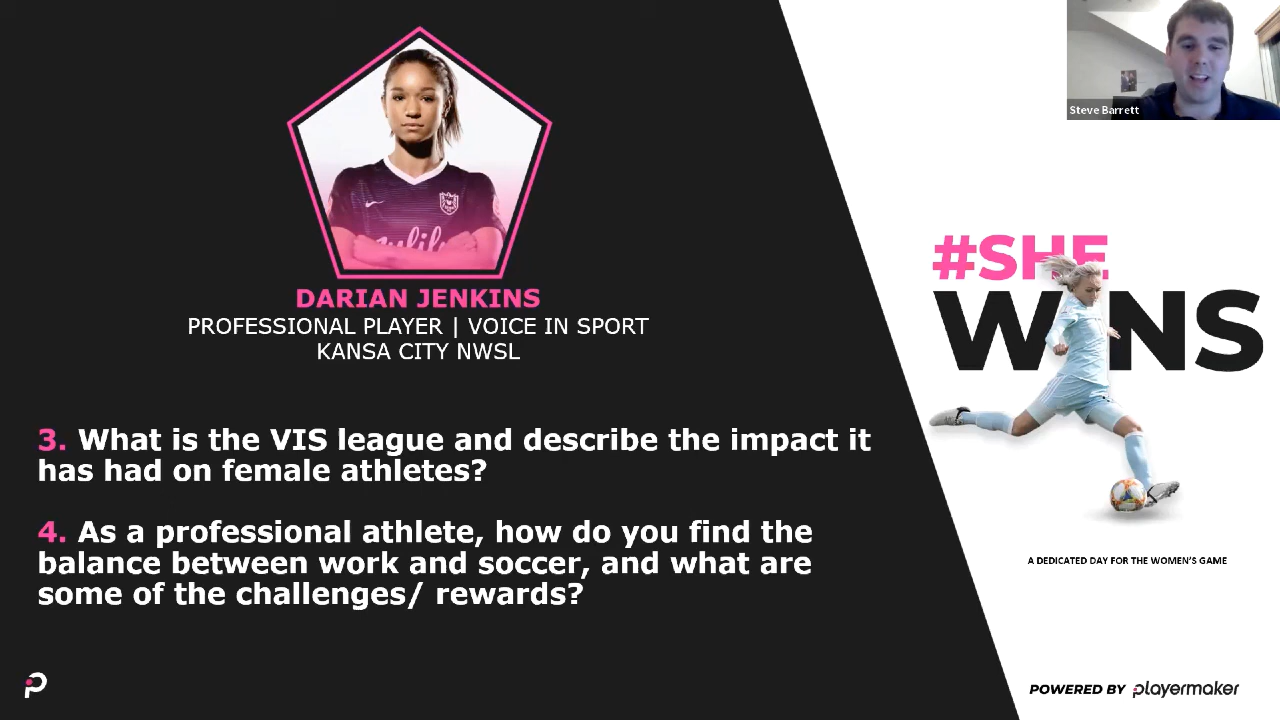 Steve Barrett
DARIAN JENKINS
PROFESSIONAL PLAYER | VOICE IN SPORT
KANSA CITY NWSL
3. What is the VIS league and describe the impact it
has had on female athletes?
4. As a professional athlete, how do you find the
balance between work and soccer, and what are
some of the challenges/ rewards?
#SHE
WINS
A DEDICATED DAY FOR THE WOMEN'S GAME
POWERED BY playermaker